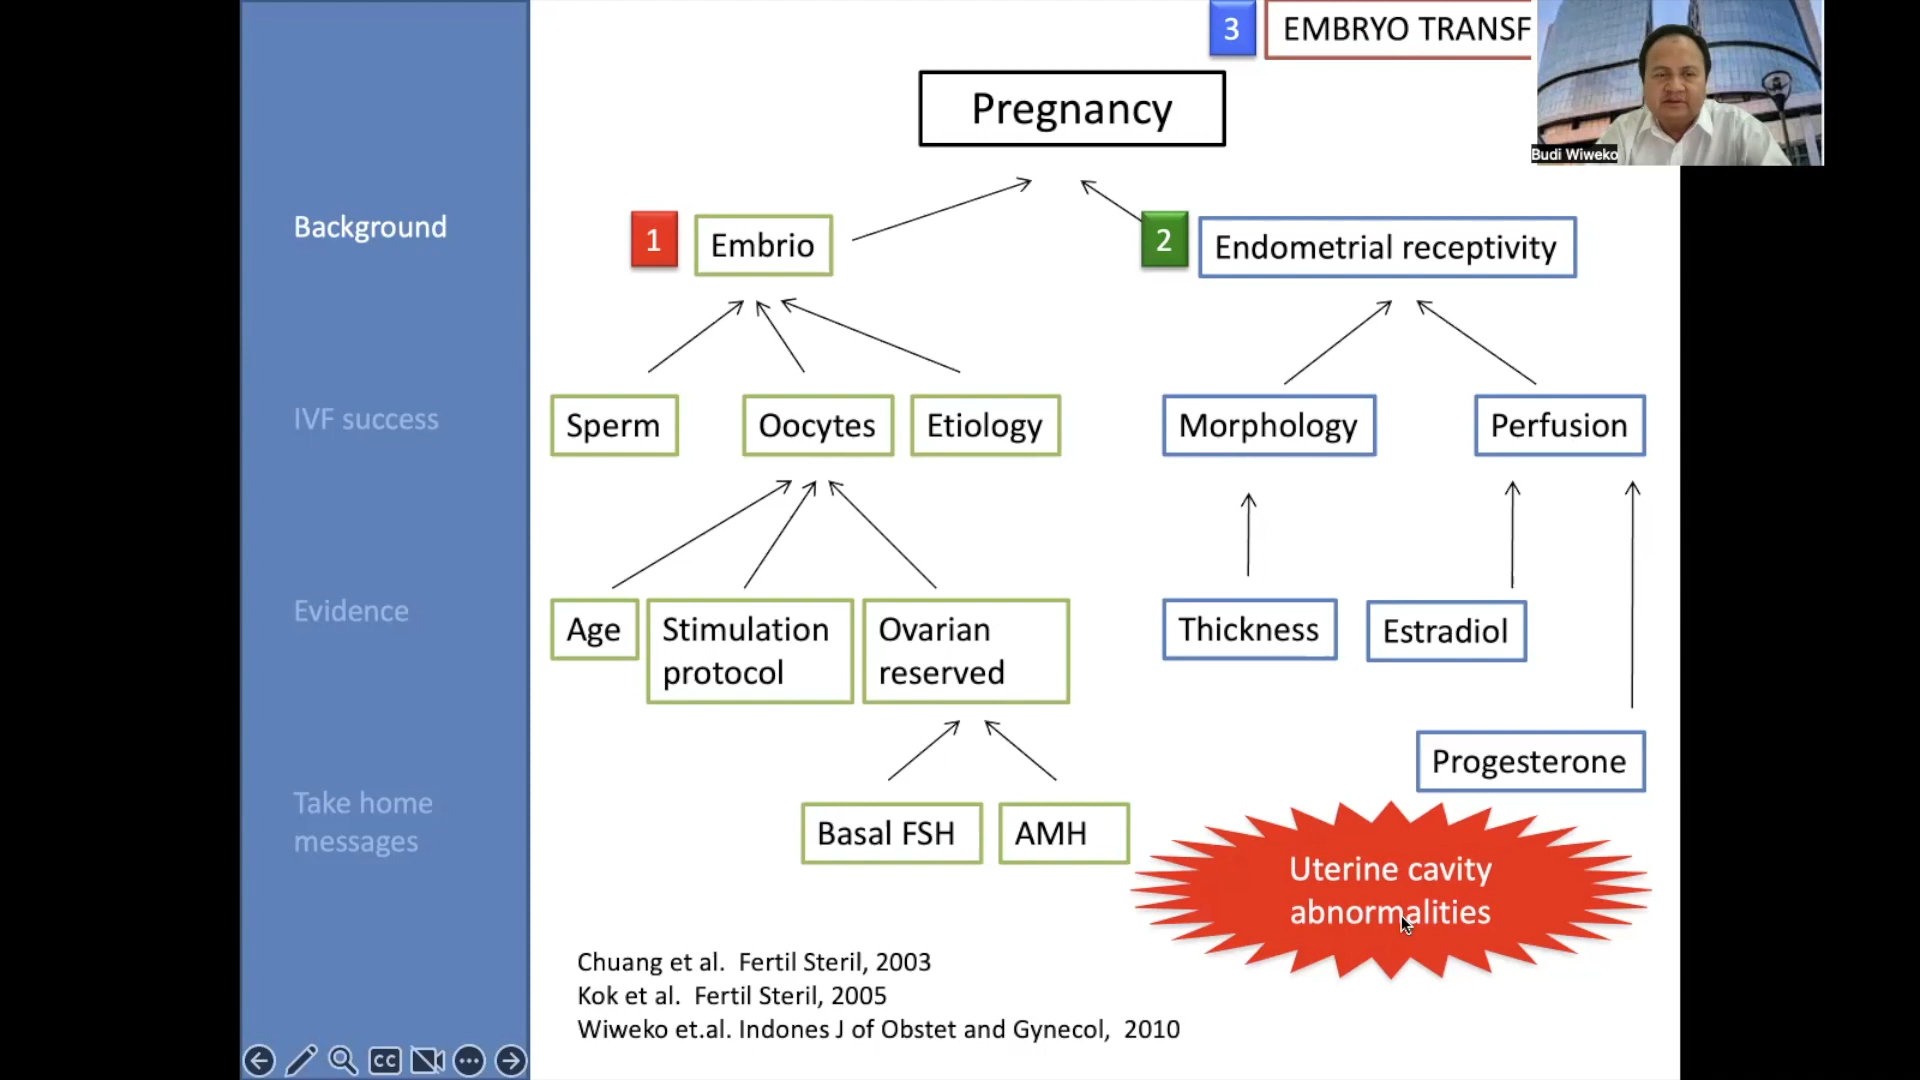 3
EMBRYO TRANSF
Budi Wiweko
Pregnancy
Background
1
Embrio
2
Endometrial receptivity
IVF success
Sperm
Oocytes
Etiology
Morphology
Perfusion
Evidence
Age
Stimulation
protocol
Ovarian
reserved
Thickness
Estradiol
Progesterone
Take home
messages
Basal FSH
AMH
Uterine cavity
abnormalities
Chuang et al.  Fertil Steril, 2003
Kok et al.  Fertil Steril, 2005
Wiweko et.al. Indones J of Obstet and Gynecol,  2010
CC